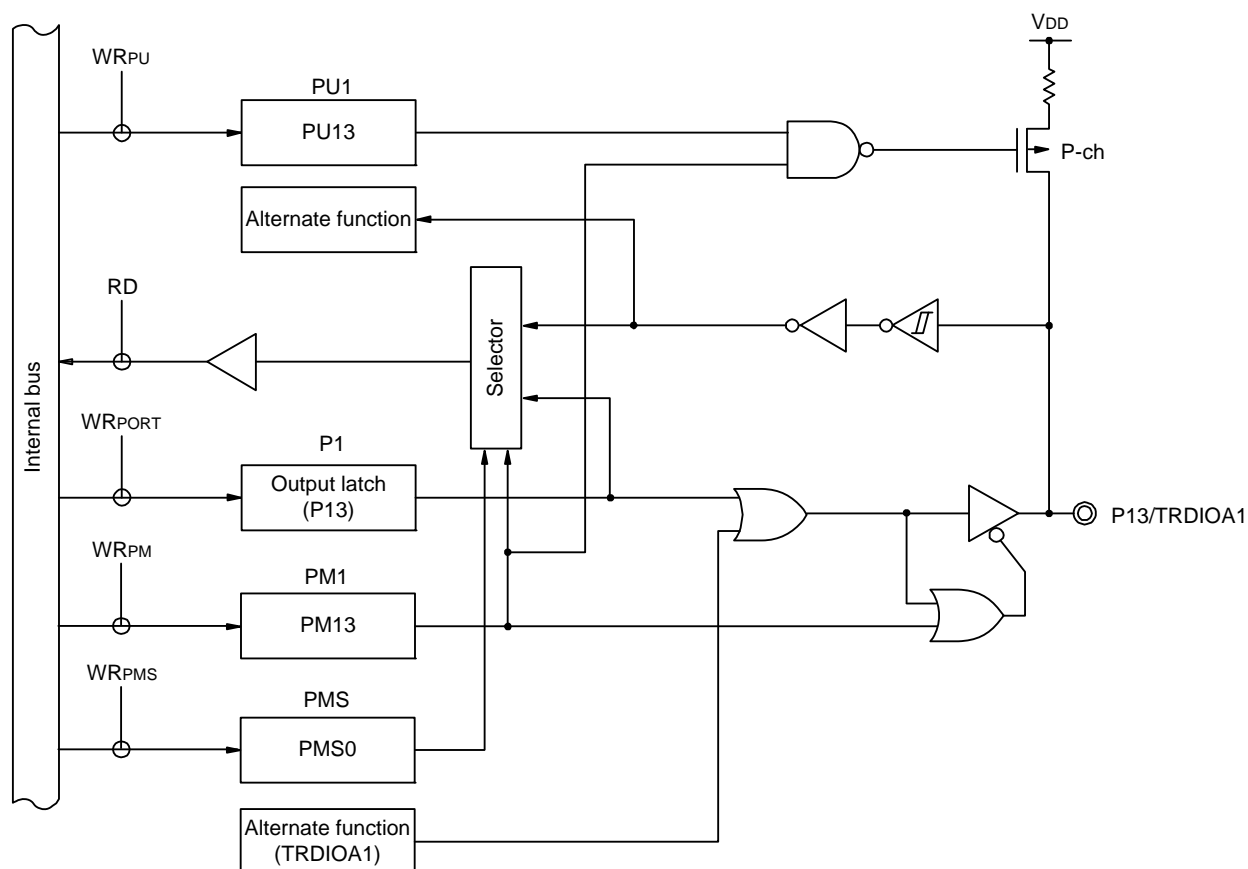 VDD
WRPU
PU1
PU13
P-ch
Alternate function
RD
Selector
Internal bus
WRPORT
P1
Output latch
(P13)
P13/TRDIOA1
WRPM
PM1
PM13
WRPMS
PMS
PMS0
Alternate function
(TRDIOA1)